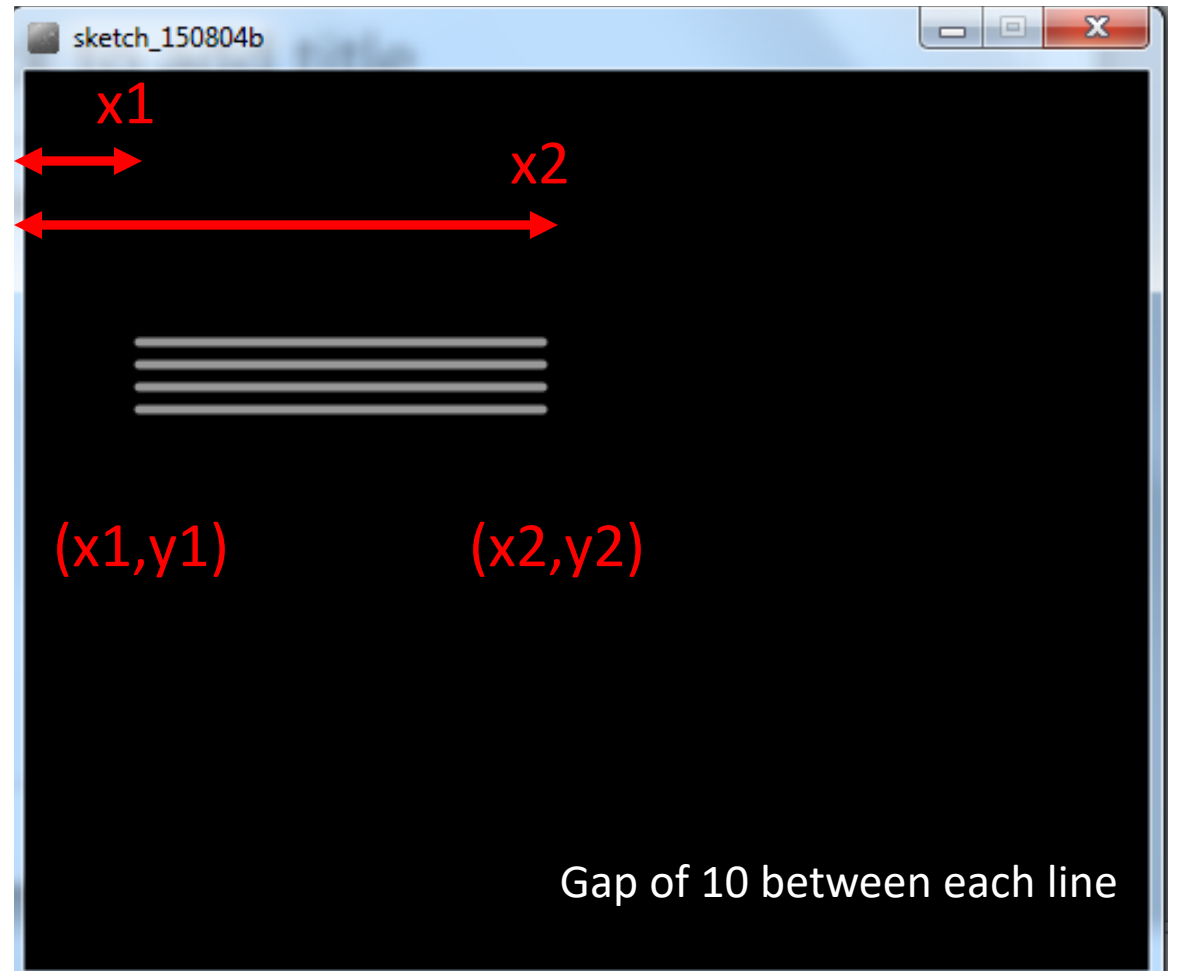 sketch_150804b
x1
x2
(x1,y1) (x2,y2)
Gap of 10 between each line